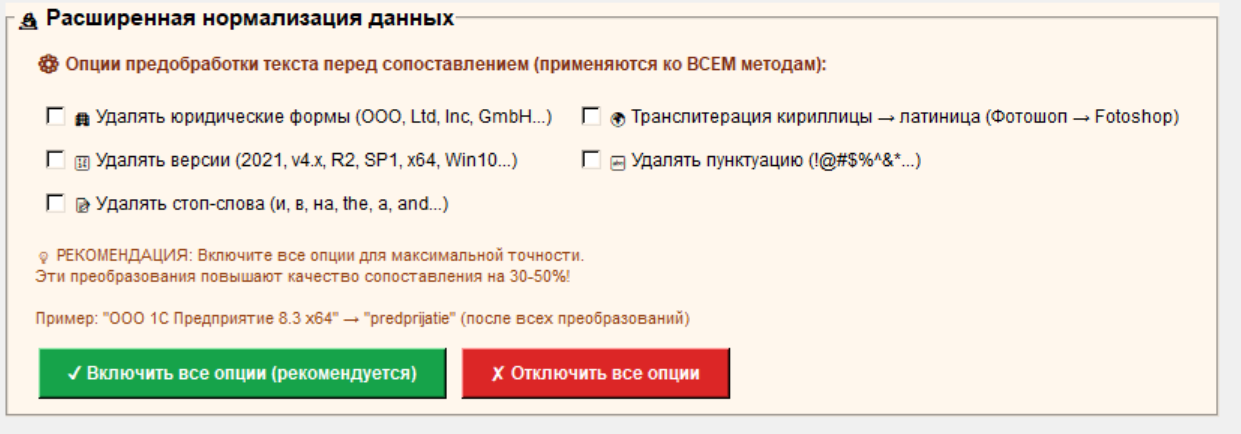 Расширенная нормализация данных
Опции предобработки текста перед сопоставлением (применяются ко ВСЕМ методам):
Удалять юридические формы (ООО, Ltd, Inc, GmbH...)
Транслитерация кириллицы → латиница (Фотошоп → Fotoshop)
Удалять версии (2021, v4.x, R2, SP1, x64, Win10...)
Удалять пунктуацию (!@#$%^&*...)
Удалять стоп-слова (и, в, на, the, a, and...)
РЕКОМЕНДАЦИЯ: Включите все опции для максимальной точности.
Эти преобразования повышают качество сопоставления на 30-50%!
Пример: "ООО 1С Предприятие 8.3 x64" → "predprijatie" (после всех преобразований)
✓ Включить все опции (рекомендуется)
✗ Отключить все опции